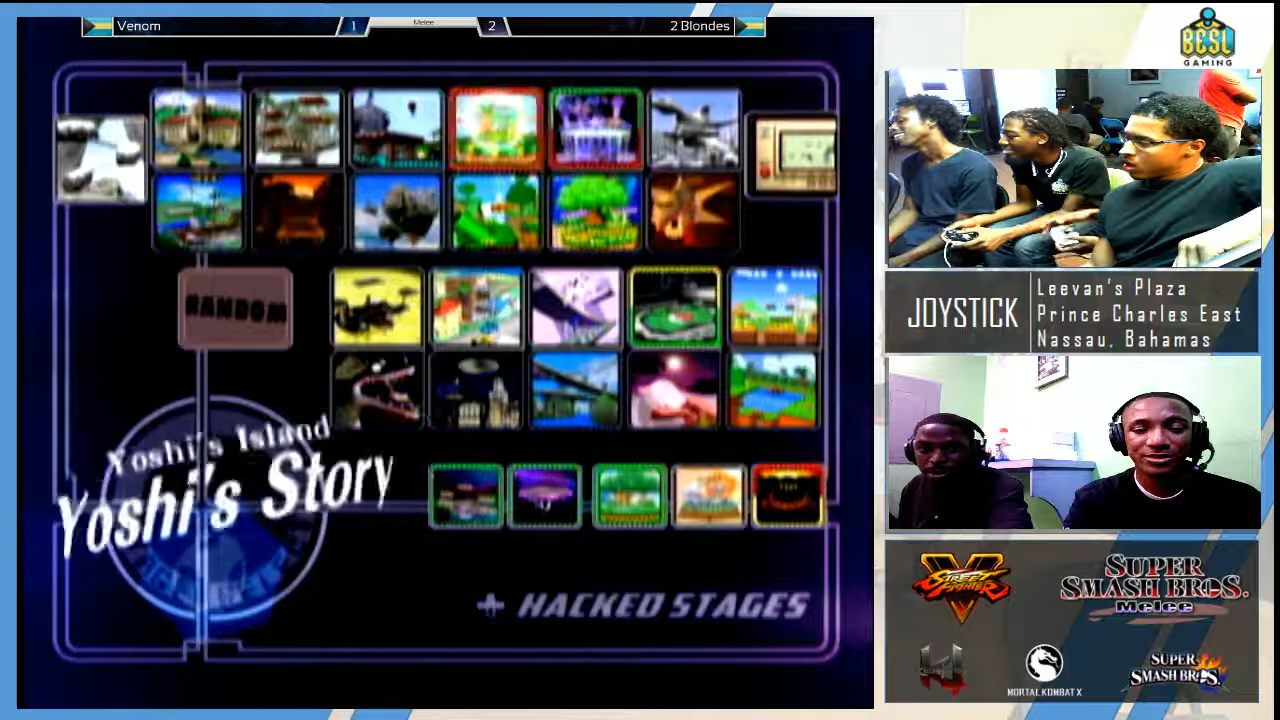 Venom
1
Melee
2
2 Blondes
BESL
GAMING
RANDOM
Yoshi's Island
Yoshi's Story
+ HACKED STAGES
JOYSTICK
Leevan's Plaza
Prince Charles East
Nassau, Bahamas
STREET
FIGHTER
V
SUPER
SMASH BROS.
Melee
MORTAL KOMBAT X
SUPER
SMASH BROS.